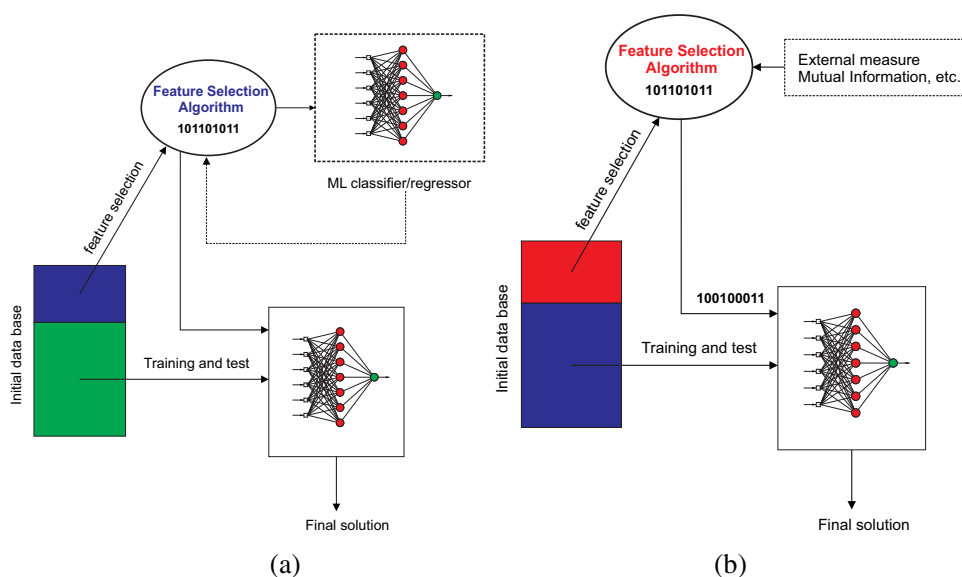 Feature Selection
Algorithm
101101011
ML classifier/regressor
feature selection
Initial data base
Training and test
Final solution
(a)
Feature Selection
Algorithm
101101011
External measure
Mutual Information, etc.
feature selection
Initial data base
100100011
Training and test
Final solution
(b)